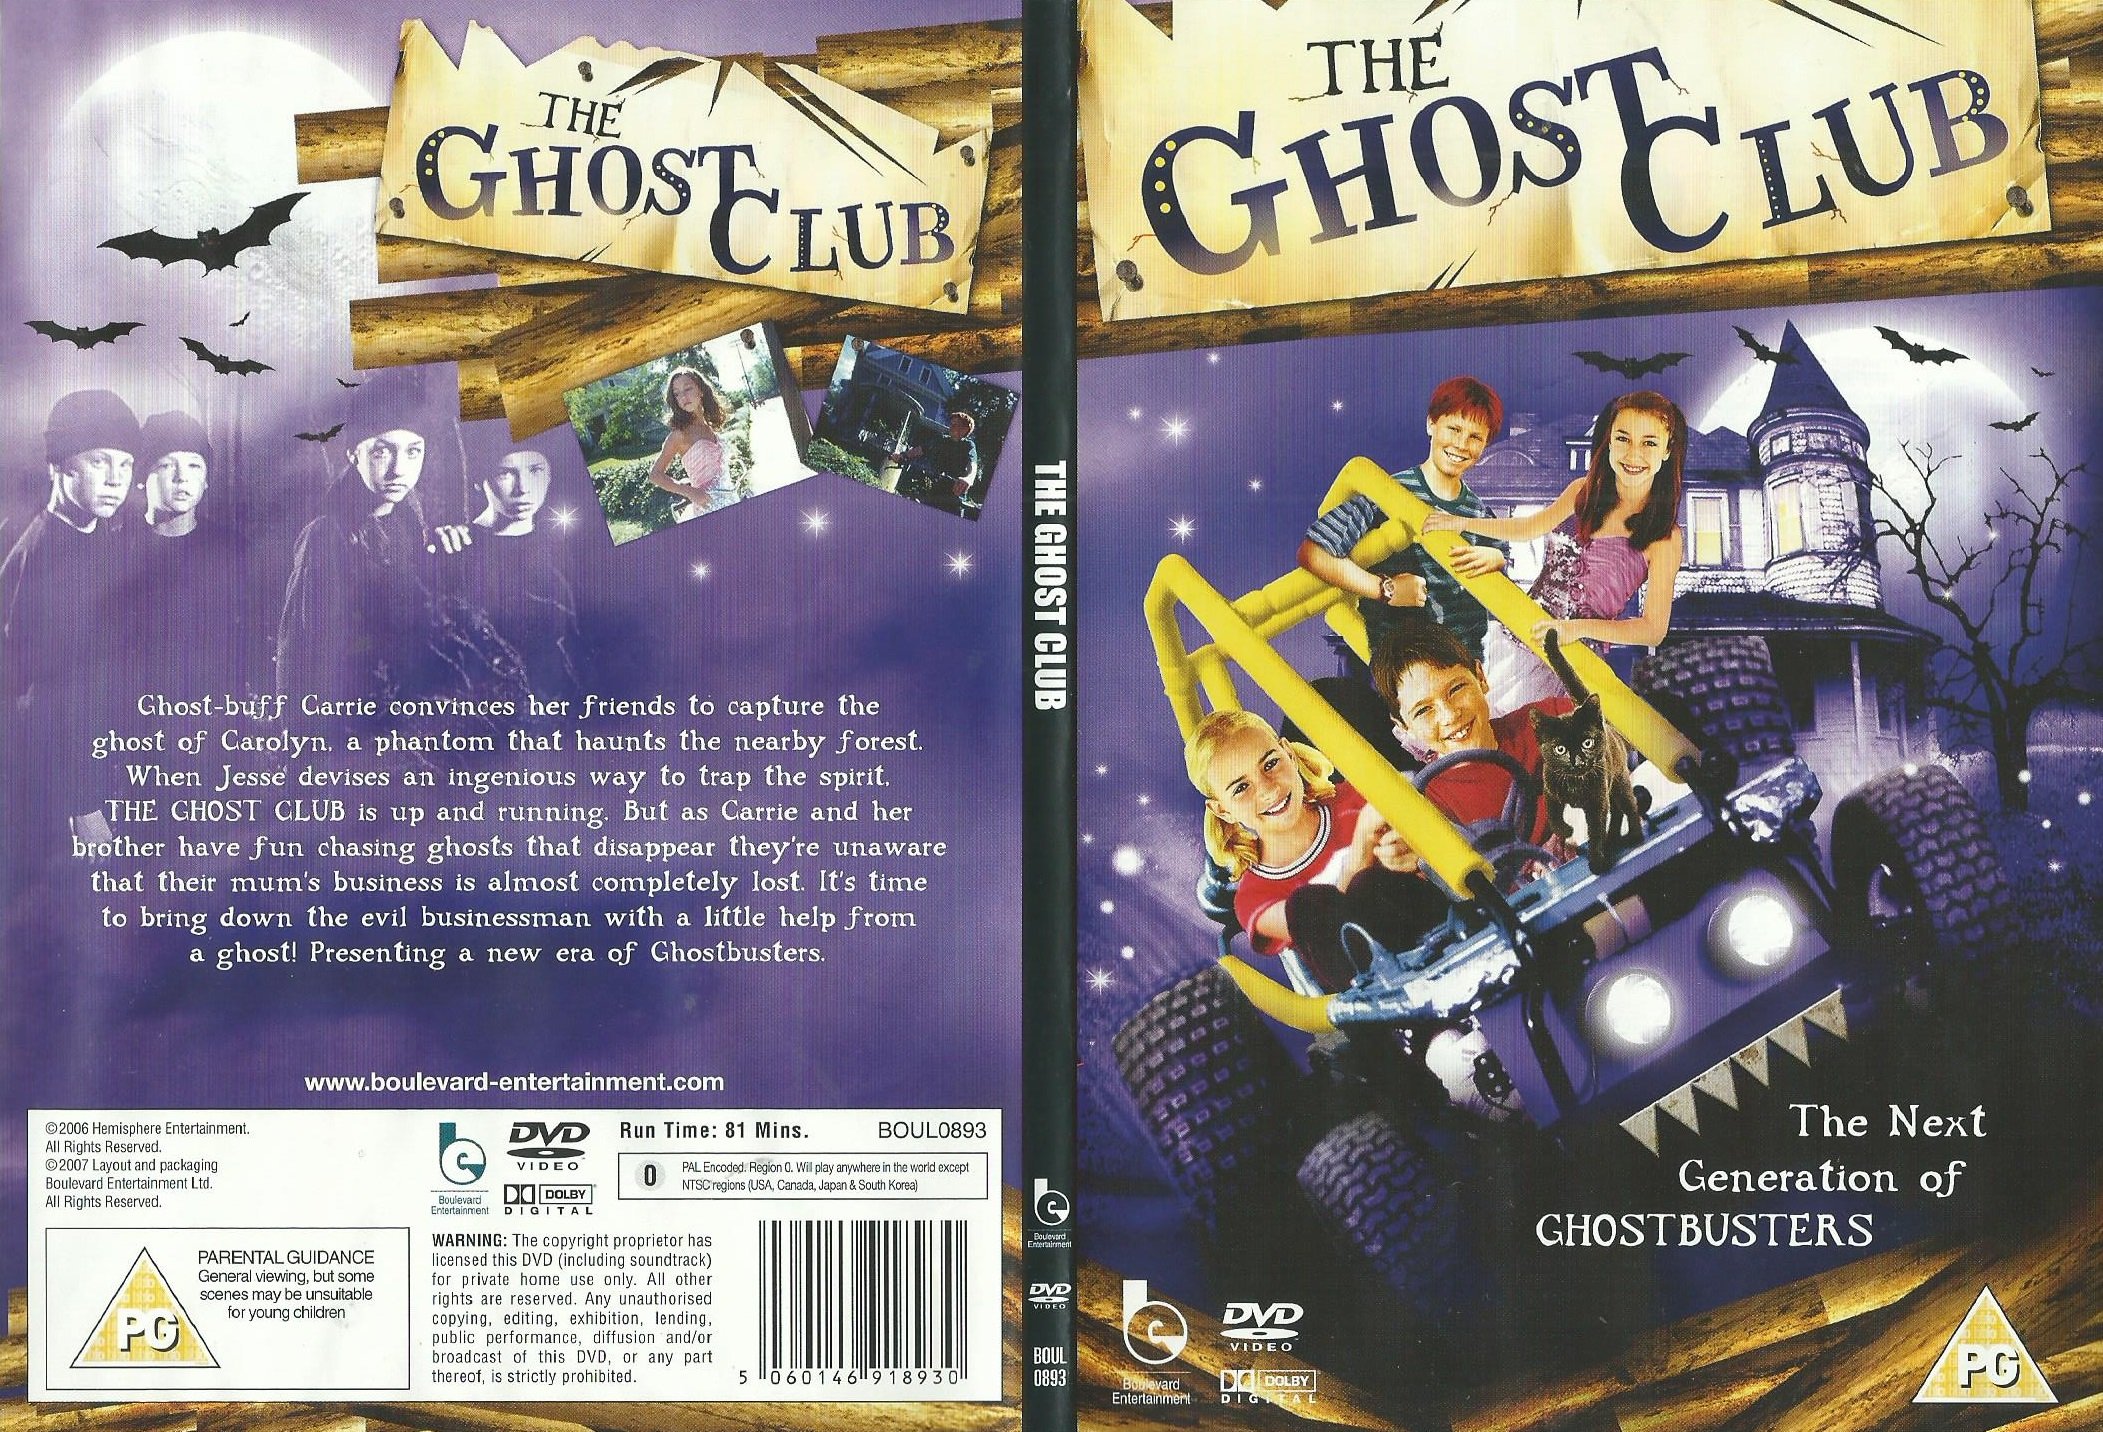 THE
GHOST CLUB
Ghost-buff Carrie convinces her friends to capture the
ghost of Carolyn, a phantom that haunts the nearby forest.
When Jesse devises an ingenious way to trap the spirit,
THE GHOST CLUB is up and running. But as Carrie and her
brother have fun chasing ghosts that disappear they're unaware
that their mum's business is almost completely lost. It's time
to bring down the evil businessman with a little help from
a ghost! Presenting a new era of Ghostbusters.
www.boulevard-entertainment.com
©2006 Hemisphere Entertainment.
All Rights Reserved.
©2007 Layout and packaging
Boulevard Entertainment Ltd.
All Rights Reserved.
PARENTAL GUIDANCE
General viewing, but some
scenes may be unsuitable
for young children
PG
be
Boulevard
Entertainment
DVD
VIDEO
DOLBY
DIGITAL
Run Time: 81 Mins.
BOUL0893
0
PAL Encoded. Region 0. Will play anywhere in the world except
NTSC regions (USA, Canada, Japan & South Korea)
WARNING: The copyright proprietor has
licensed this DVD (including soundtrack)
for private home use only. All other
rights are reserved. Any unauthorised
copying, editing, exhibition, lending,
public performance, diffusion and/or
broadcast of this DVD, or any part
thereof, is strictly prohibited.
5 060146 918930
THE GHOST CLUB
be
Boulevard
Entertainment
DVD
VIDEO
BOUL
0893
THE
GHOST CLUB
The Next
Generation of
GHOSTBUSTERS
be
Boulevard
Entertainment
DVD
VIDEO
DOLBY
DIGITAL
PG